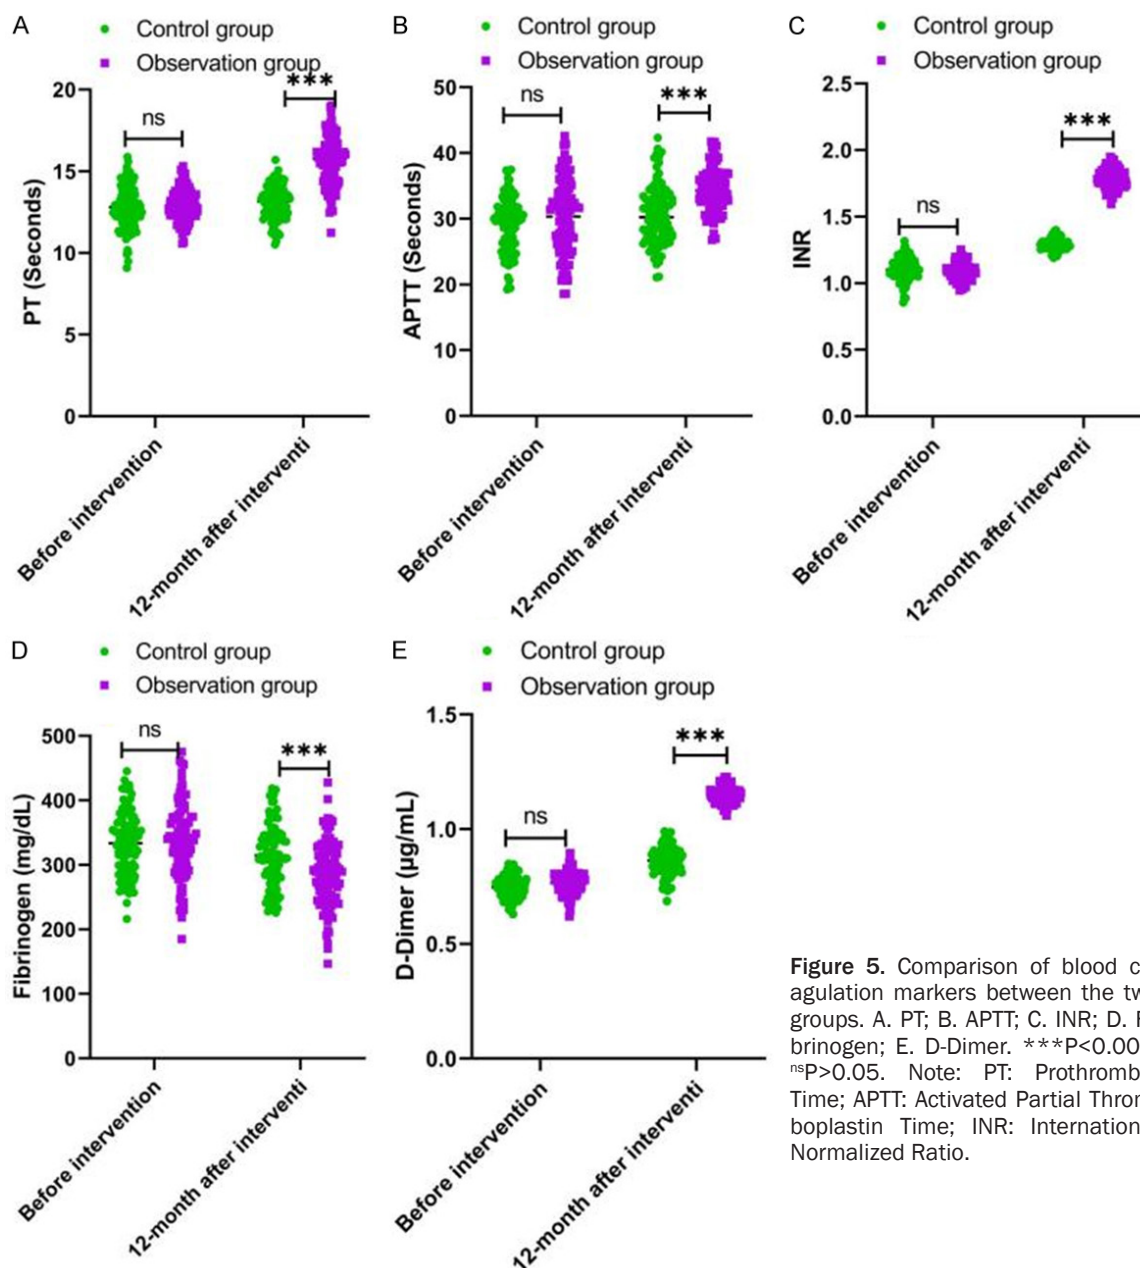 A
Control group
Observation group
PT (Seconds)
20
15
10
5
0
ns
***
Before intervention
12-month after interventi
B
Control group
Observation group
APTT (Seconds)
50
40
30
20
10
0
ns
***
Before intervention
12-month after interventi
C
Control group
Observation group
INR
2.5
2.0
1.5
1.0
0.5
0.0
ns
***
Before intervention
12-month after interventi
D
Control group
Observation group
Fibrinogen (mg/dL)
500
400
300
200
100
0
ns
***
Before intervention
12-month after interventi
E
Control group
Observation group
D-Dimer (µg/mL)
1.5
1.0
0.5
0.0
ns
***
Before intervention
12-month after interventi
Figure 5. Comparison of blood c
agulation markers between the tw
groups. A. PT; B. APTT; C. INR; D. F
brinogen; E. D-Dimer. ***P<0.00
nsP>0.05. Note: PT: Prothromb
Time; APTT: Activated Partial Thron
boplastin Time; INR: Internation
Normalized Ratio.